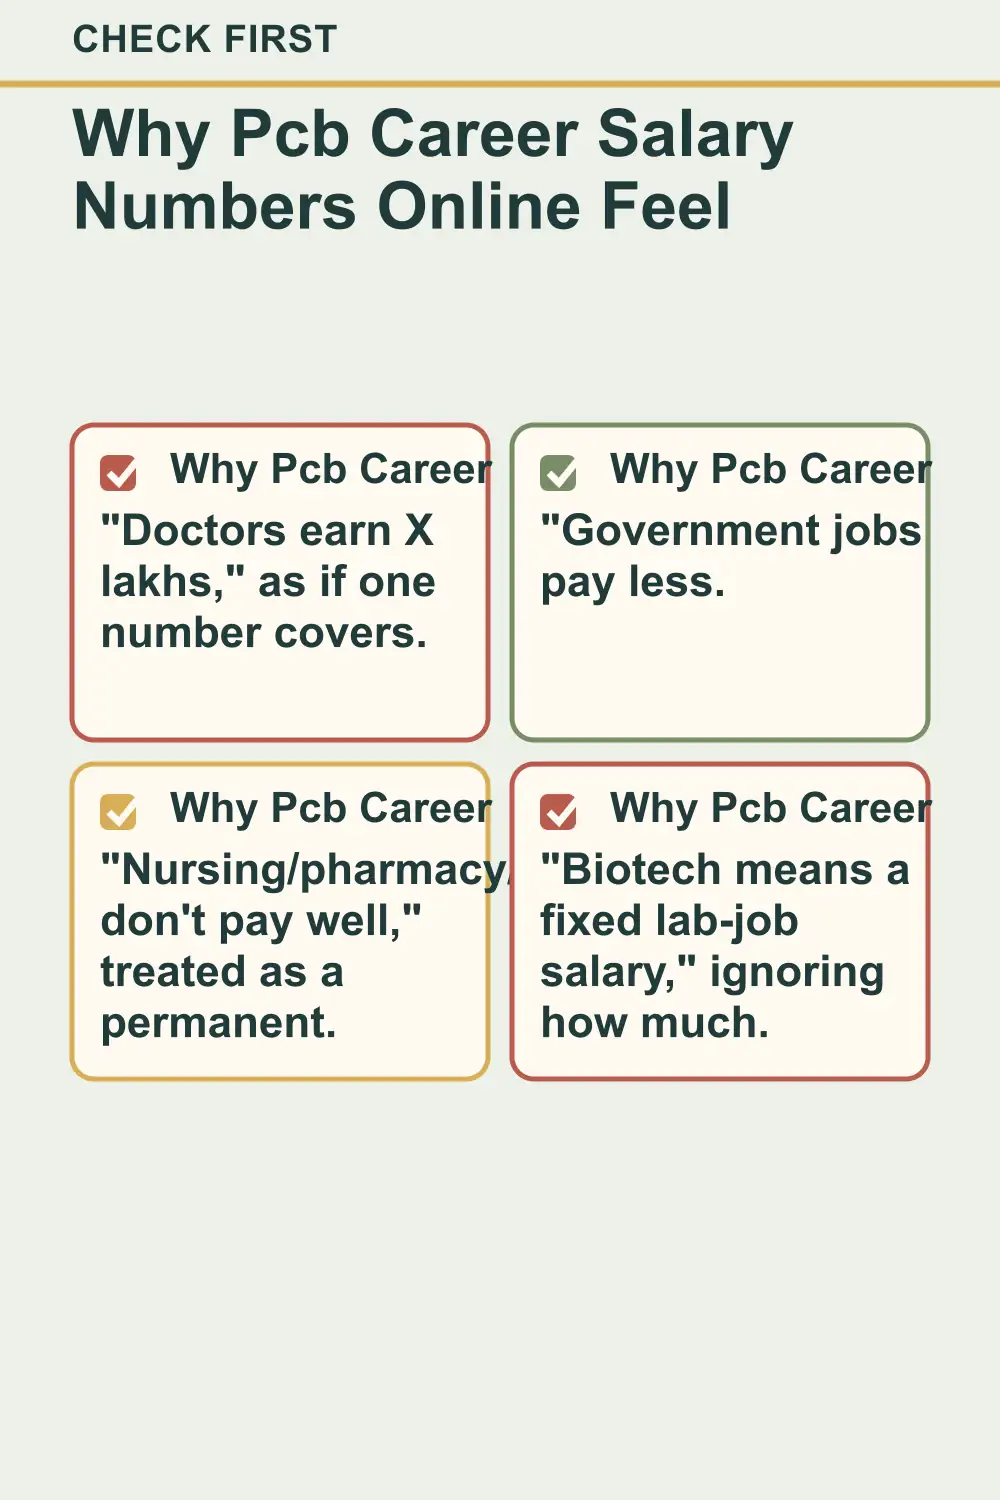 CHECK FIRST
Why Pcb Career Salary
Numbers Online Feel
Why Pcb Career
"Doctors earn X
lakhs," as if one
number covers.
Why Pcb Career
"Government jobs
pay less.
Why Pcb Career
"Nursing/pharmacy/
don't pay well,"
treated as a
permanent.
Why Pcb Career
"Biotech means a
fixed lab-job
salary," ignoring
how much.